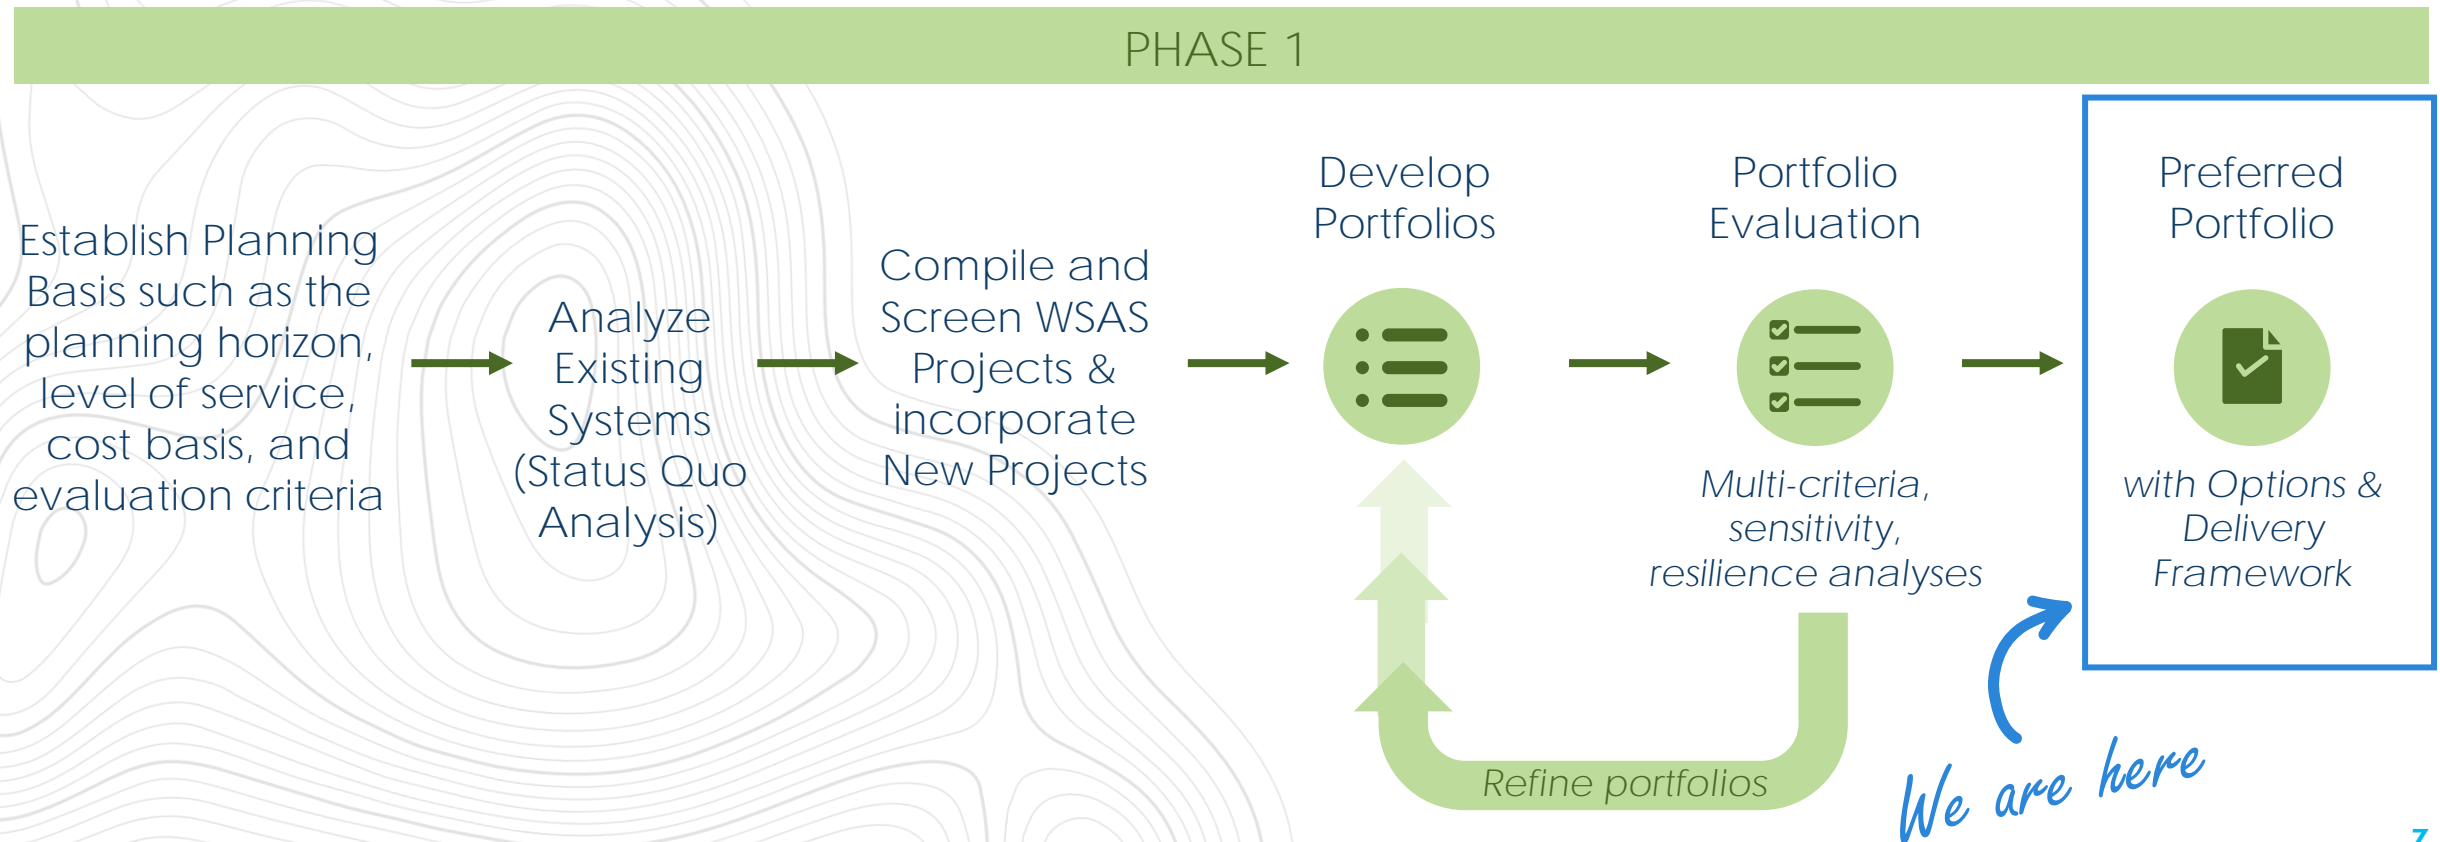 PHASE 1
Establish Planning
Basis such as the
planning horizon,
level of service,
cost basis, and
evaluation criteria
Analyze
Existing
Systems
(Status Quo
Analysis)
Compile and
Screen WSAS
Projects &
incorporate
New Projects
Develop
Portfolios
Portfolio
Evaluation
Multi-criteria,
sensitivity,
resilience analyses
Refine portfolios
Preferred
Portfolio
with Options &
Delivery
Framework
We are here